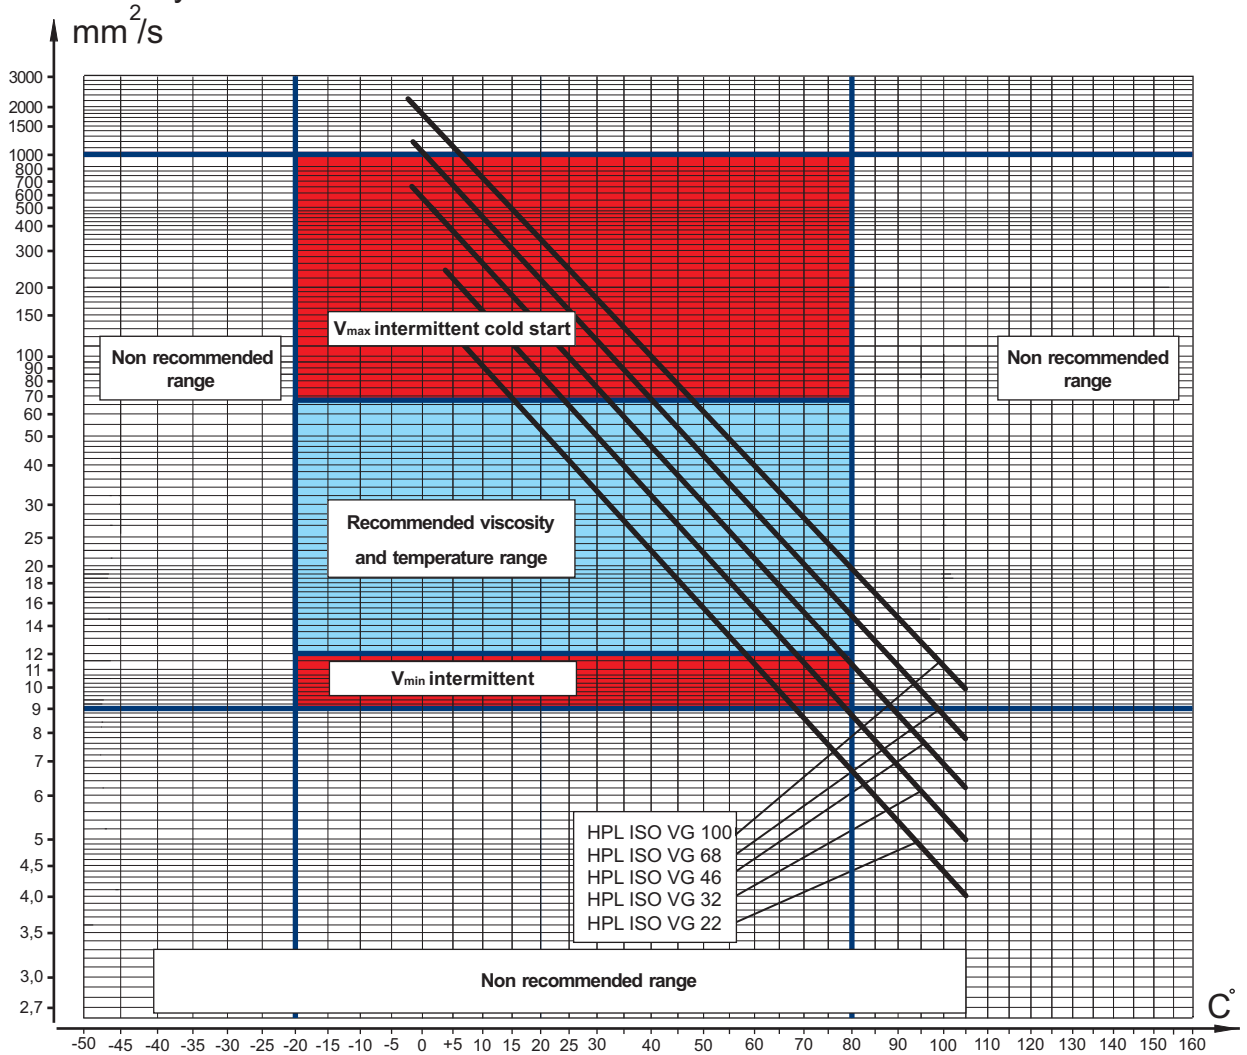 mm²/s
3000
2000
1500
1000
800
700
600
500
400
300
200
150
100
90
80
70
60
50
40
30
25
20
18
16
14
12
11
10
9
8
7
6
5
4,5
4,0
3,5
3,0
2,7
Vmax intermittent cold start
Non recommended
range
Non recommended
range
Recommended viscosity
and temperature range
Vmin intermittent
HPL ISO VG 100
HPL ISO VG 68
HPL ISO VG 46
HPL ISO VG 32
HPL ISO VG 22
Non recommended range
C°
-50 -45 -40 -35 -30 -25 -20 -15 -10 -5 0 +5 10 15 20 25 30 40 50 60 70 80 90 100 110 120 130 140 150 160